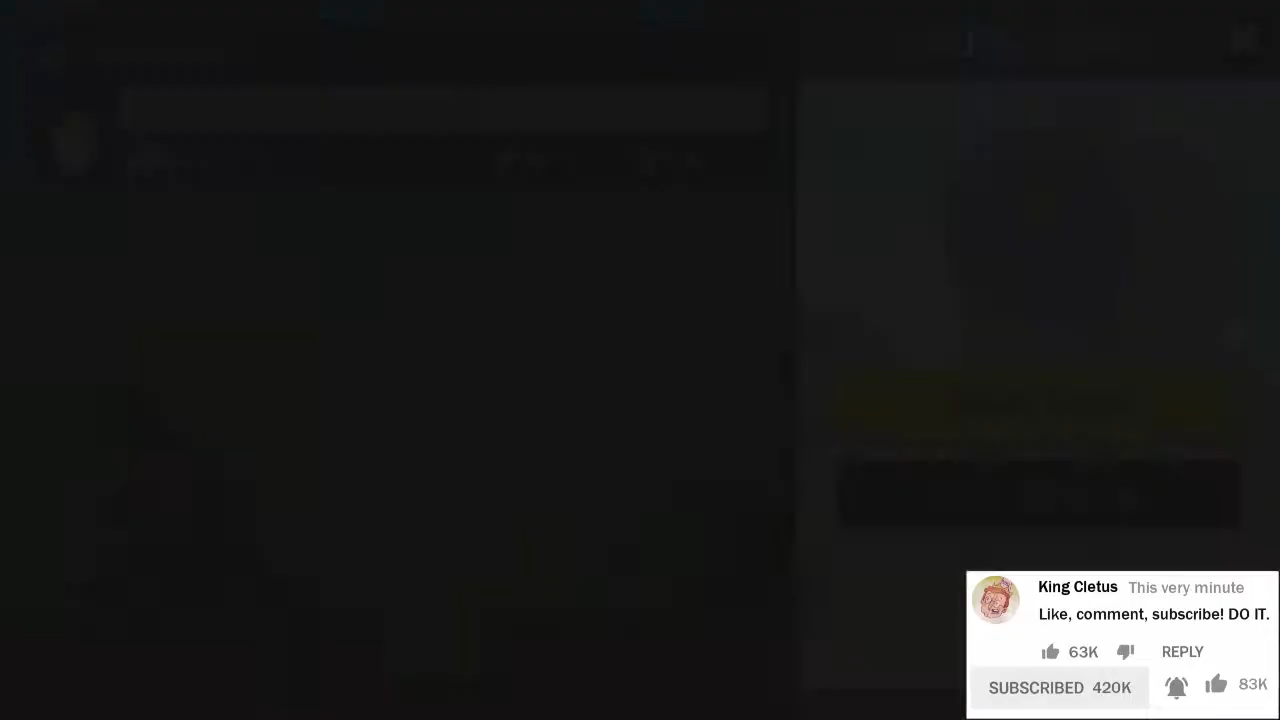 King Cletus This very minute
Like, comment, subscribe! DO IT.
63K REPLY
SUBSCRIBED 420K 83K